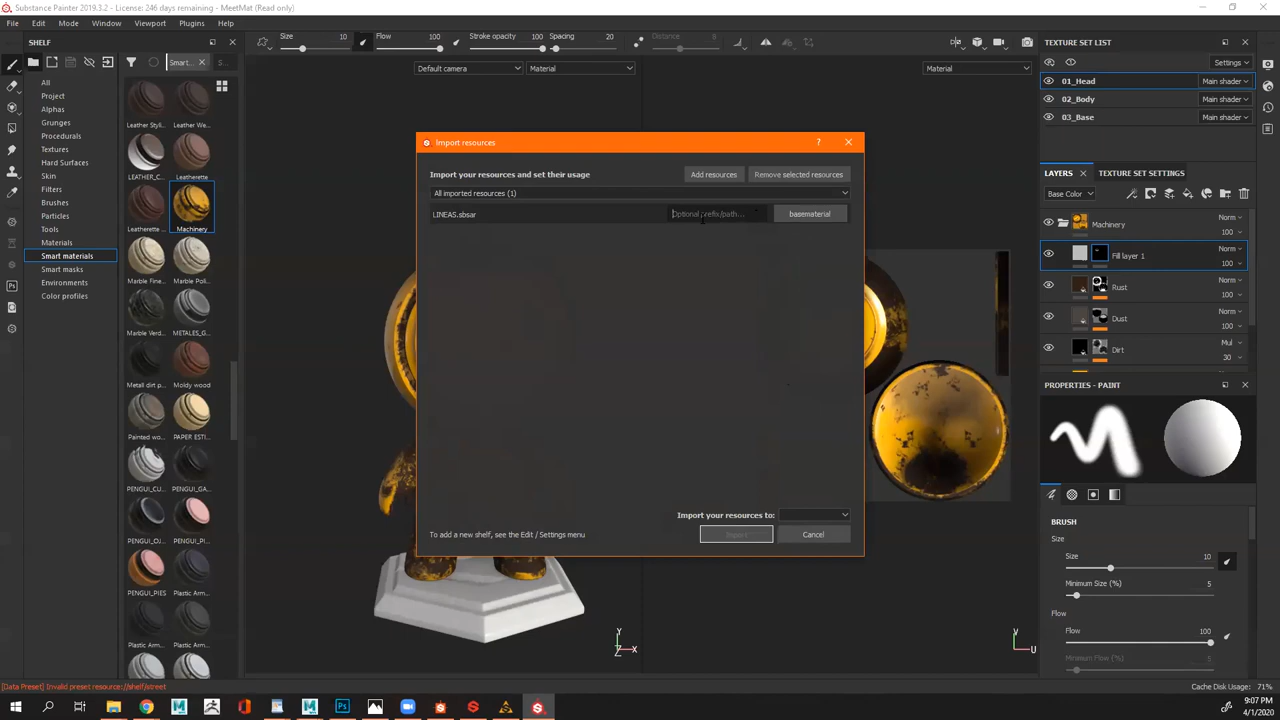 Substance Painter 2019.3.2 - License: 246 days remaining - MeetMat (Read only)
File Edit Mode Window Viewport Plugins Help
SHELF
Size 10
Flow 100
Stroke opacity 100
Spacing 20
Distance 8
Default camera
Material
Material
Smart...
All
Project
Alphas
Grunges
Procedurals
Textures
Hard Surfaces
Skin
Filters
Brushes
Particles
Tools
Materials
Smart materials
Smart masks
Environments
Color profiles
Leather Styli... Leather We...
LEATHER_C... Leatherette
Leatherette ... Machinery
Marble Fine... Marble Poli...
Marble Verd... METALES_G...
Metall dirt p... Moldy wood
Painted wo... PAPER ESTI...
PENGUI_CU... PENGUI_GA...
PENGUI_OJ... PENGUI_PI...
PENGUI_PIES Plastic Arm...
Plastic Arm... Plastic Arm...
Import resources
Import your resources and set their usage
Add resources
Remove selected resources
All imported resources (1)
LINEAS.sbsar
Optional prefix/path...
basematerial
Import your resources to:
To add a new shelf, see the Edit / Settings menu
Import
Cancel
Y
Z X
V
U
TEXTURE SET LIST
Settings
01_Head Main shader
02_Body Main shader
03_Base Main shader
LAYERS
TEXTURE SET SETTINGS
Base Color
Machinery Norm 100
Fill layer 1 Norm 100
Rust Norm 100
Dust Norm 100
Dirt Mul 30
PROPERTIES - PAINT
BRUSH
Size
Size 10
Minimum Size (%) 5
Flow
Flow 100
Minimum Flow (%) 5
[Data Preset] Invalid preset resource://shelf/street
Cache Disk Usage: 71%
9:07 PM
4/1/2020